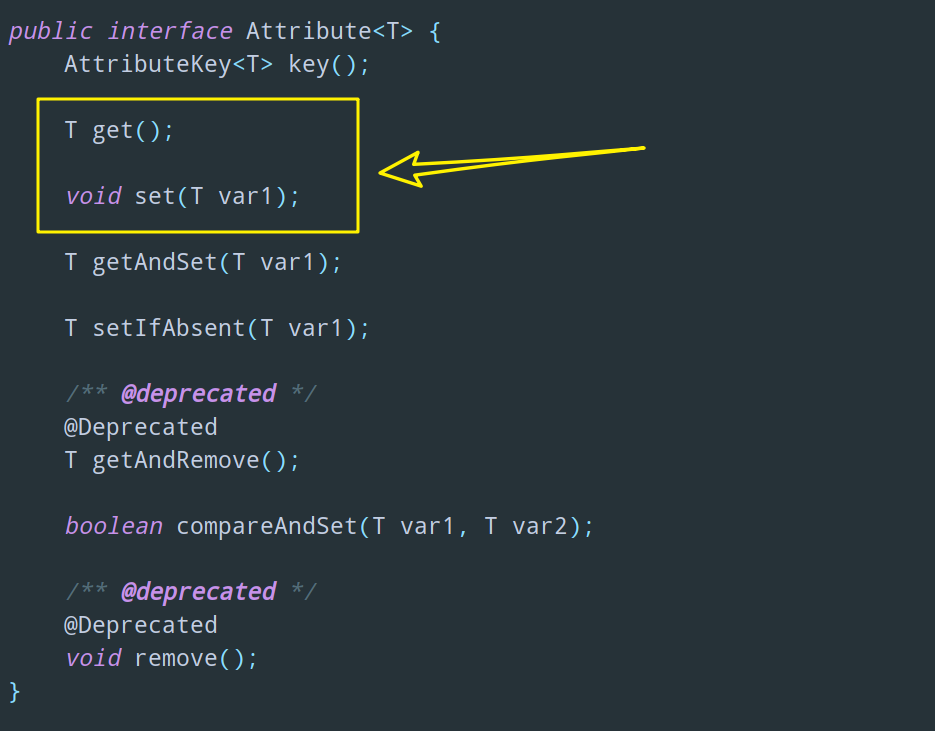 public interface Attribute<T> {
    AttributeKey<T> key();
    T get();
    void set(T var1);
    T getAndSet(T var1);
    T setIfAbsent(T var1);
    /** @deprecated */
    @Deprecated
    T getAndRemove();
    boolean compareAndSet(T var1, T var2);
    /** @deprecated */
    @Deprecated
    void remove();
}